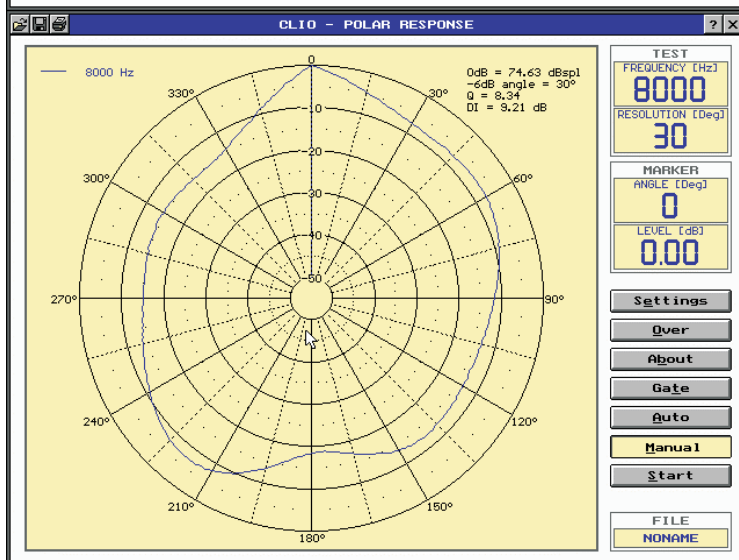 CLIO - POLAR RESPONSE
? X
8000 Hz
0dB = 74.63 dBspl
-6dB angle = 30°
Q = 8.34
DI = 9.21 dB
0
330°
30°
-10
-20
300°
60°
-30
-40
-50
270°
90°
240°
120°
210°
150°
180°
TEST
FREQUENCY [Hz]
8000
RESOLUTION [Deg]
30
MARKER
ANGLE [Deg]
0
LEVEL [dB]
0.00
Settings
Over
About
Gate
Auto
Manual
Start
FILE
NONAME